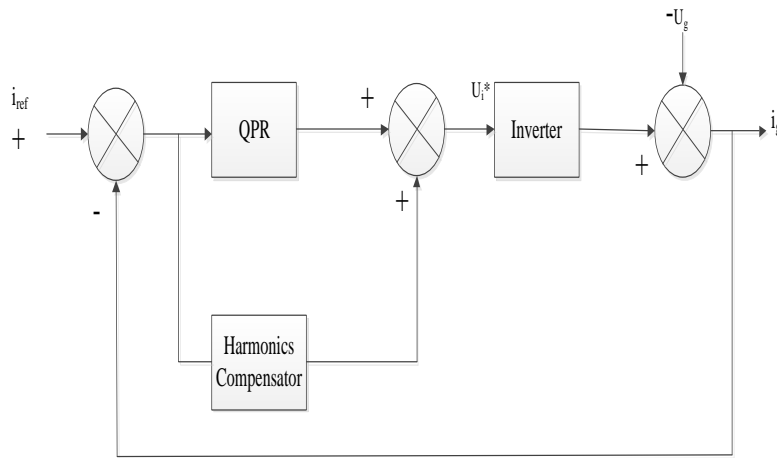 -Ug
iref
+
QPR
+
Ui*
Inverter
+
-
+
Harmonics
Compensator